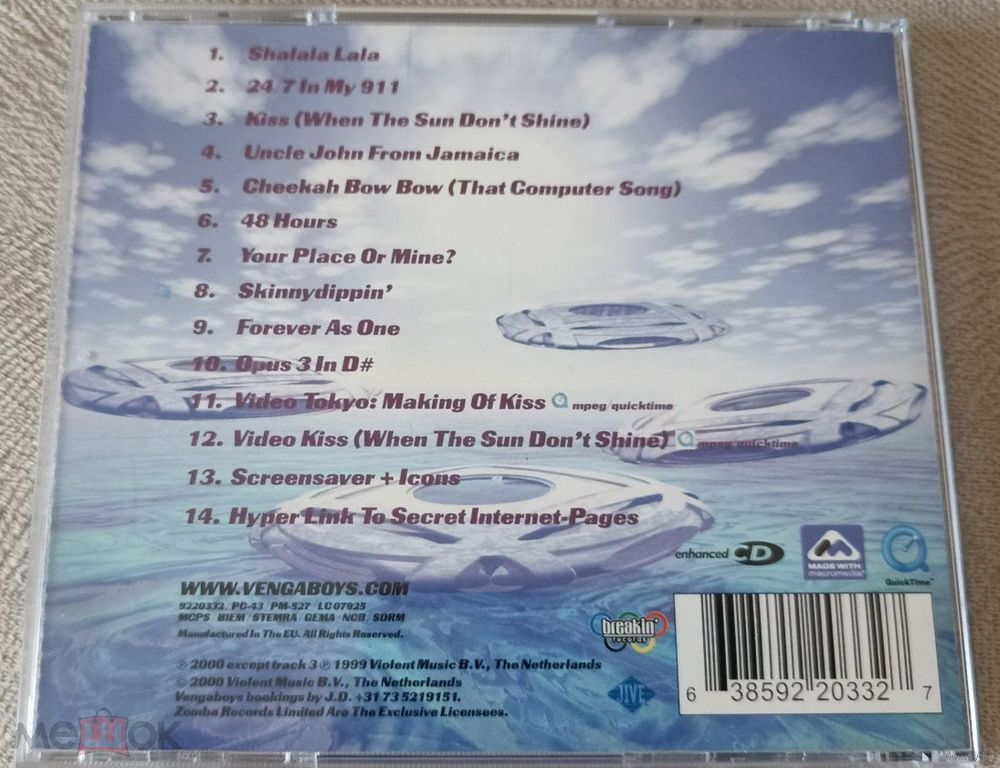 1. Shalala Lala
2. 24/7 In My 911
3. Kiss (When The Sun Don't Shine)
4. Uncle John From Jamaica
5. Cheekah Bow Bow (That Computer Song)
6. 48 Hours
7. Your Place Or Mine?
8. Skinnydippin'
9. Forever As One
10. Opus 3 In D#
11. Video Tokyo: Making Of Kiss mpeg/quicktime
12. Video Kiss (When The Sun Don't Shine) mpeg/quicktime
13. Screensaver + Icons
14. Hyper Link To Secret Internet-Pages
enhanced CD
MADE WITH
macromedia
QuickTime™
WWW.VENGABOYS.COM
9220332 PC-43 PM-527 LC07925
MCPS BIEM STEMRA GEMA NCB SDRM
Manufactured In The EU. All Rights Reserved.
breakin'
records
℗ 2000 except track 3 ℗ 1999 Violent Music B.V., The Netherlands
© 2000 Violent Music B.V., The Netherlands
Vengaboys bookings by J.D. +31 73 5219151.
Zomba Records Limited Are The Exclusive Licensees.
JIVE
6 38592 20332 7
мешок